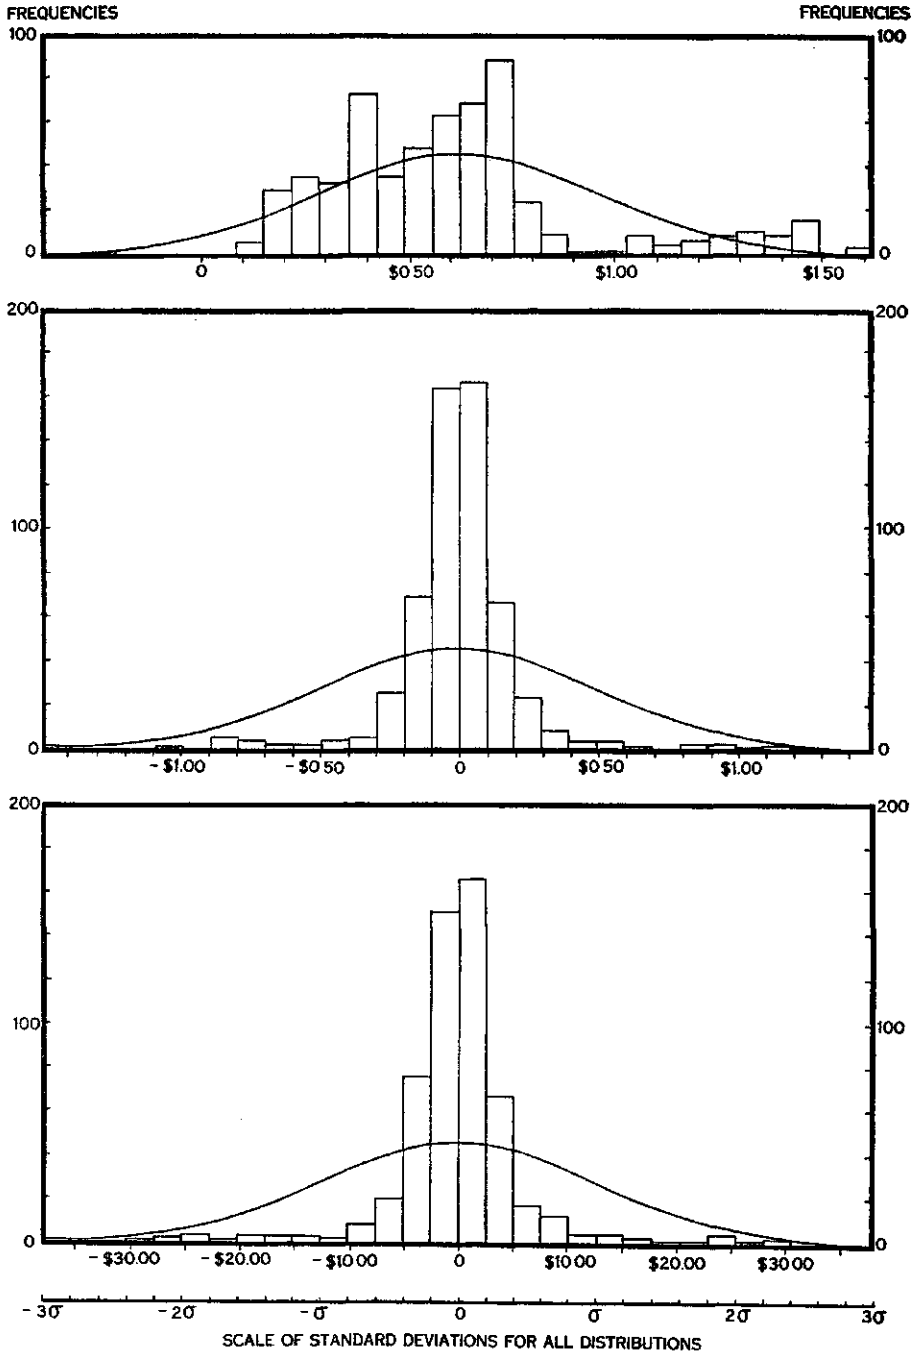 FREQUENCIES FREQUENCIES
100 100
0 0
0 $0 50 $1.00 $1 50
200 200
100 100
0 0
-$1.00 -$0 50 0 $0 50 $1.00
200 200
100 100
0 0
-$30.00 -$20.00 -$10 00 0 $10 00 $20.00 $30 00
-3σ -2σ -σ 0 σ 2σ 3σ
SCALE OF STANDARD DEVIATIONS FOR ALL DISTRIBUTIONS